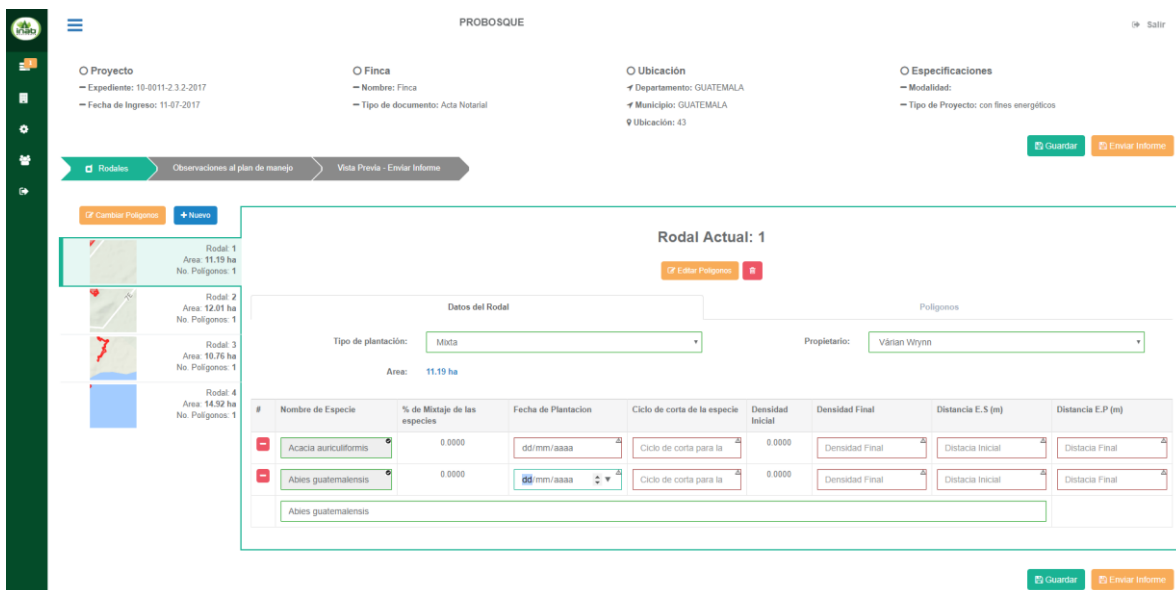 inab
PROBOSQUE
Salir
1
Proyecto
Expediente: 10-0011-2.3.2-2017
Fecha de Ingreso: 11-07-2017
Finca
Nombre: Finca
Tipo de documento: Acta Notarial
Ubicación
Departamento: GUATEMALA
Municipio: GUATEMALA
Ubicación: 43
Especificaciones
Modalidad:
Tipo de Proyecto: con fines energéticos
Guardar Enviar Informe
Rodales Observaciones al plan de manejo Vista Previa - Enviar Informe
Cambiar Poligonos + Nuevo
Rodal: 1
Area: 11.19 ha
No. Polígonos: 1
Rodal: 2
Area: 12.01 ha
No. Polígonos: 1
Rodal: 3
Area: 10.76 ha
No. Polígonos: 1
Rodal: 4
Area: 14.92 ha
No. Polígonos: 1
Rodal Actual: 1
Editar Poligonos
Datos del Rodal Poligonos
Tipo de plantación: Mixta Propietario: Várian Wrynn
Area: 11.19 ha
# Nombre de Especie % de Mixtaje de las especies Fecha de Plantacion Ciclo de corta de la especie Densidad Inicial Densidad Final Distancia E.S (m) Distancia E.P (m)
Acacia auriculiformis 0.0000 dd/mm/aaaa Ciclo de corta para la 0.0000 Densidad Final Distacia Inicial Distacia Final
Abies guatemalensis 0.0000 dd/mm/aaaa Ciclo de corta para la 0.0000 Densidad Final Distacia Inicial Distacia Final
Abies guatemalensis
Guardar Enviar Informe